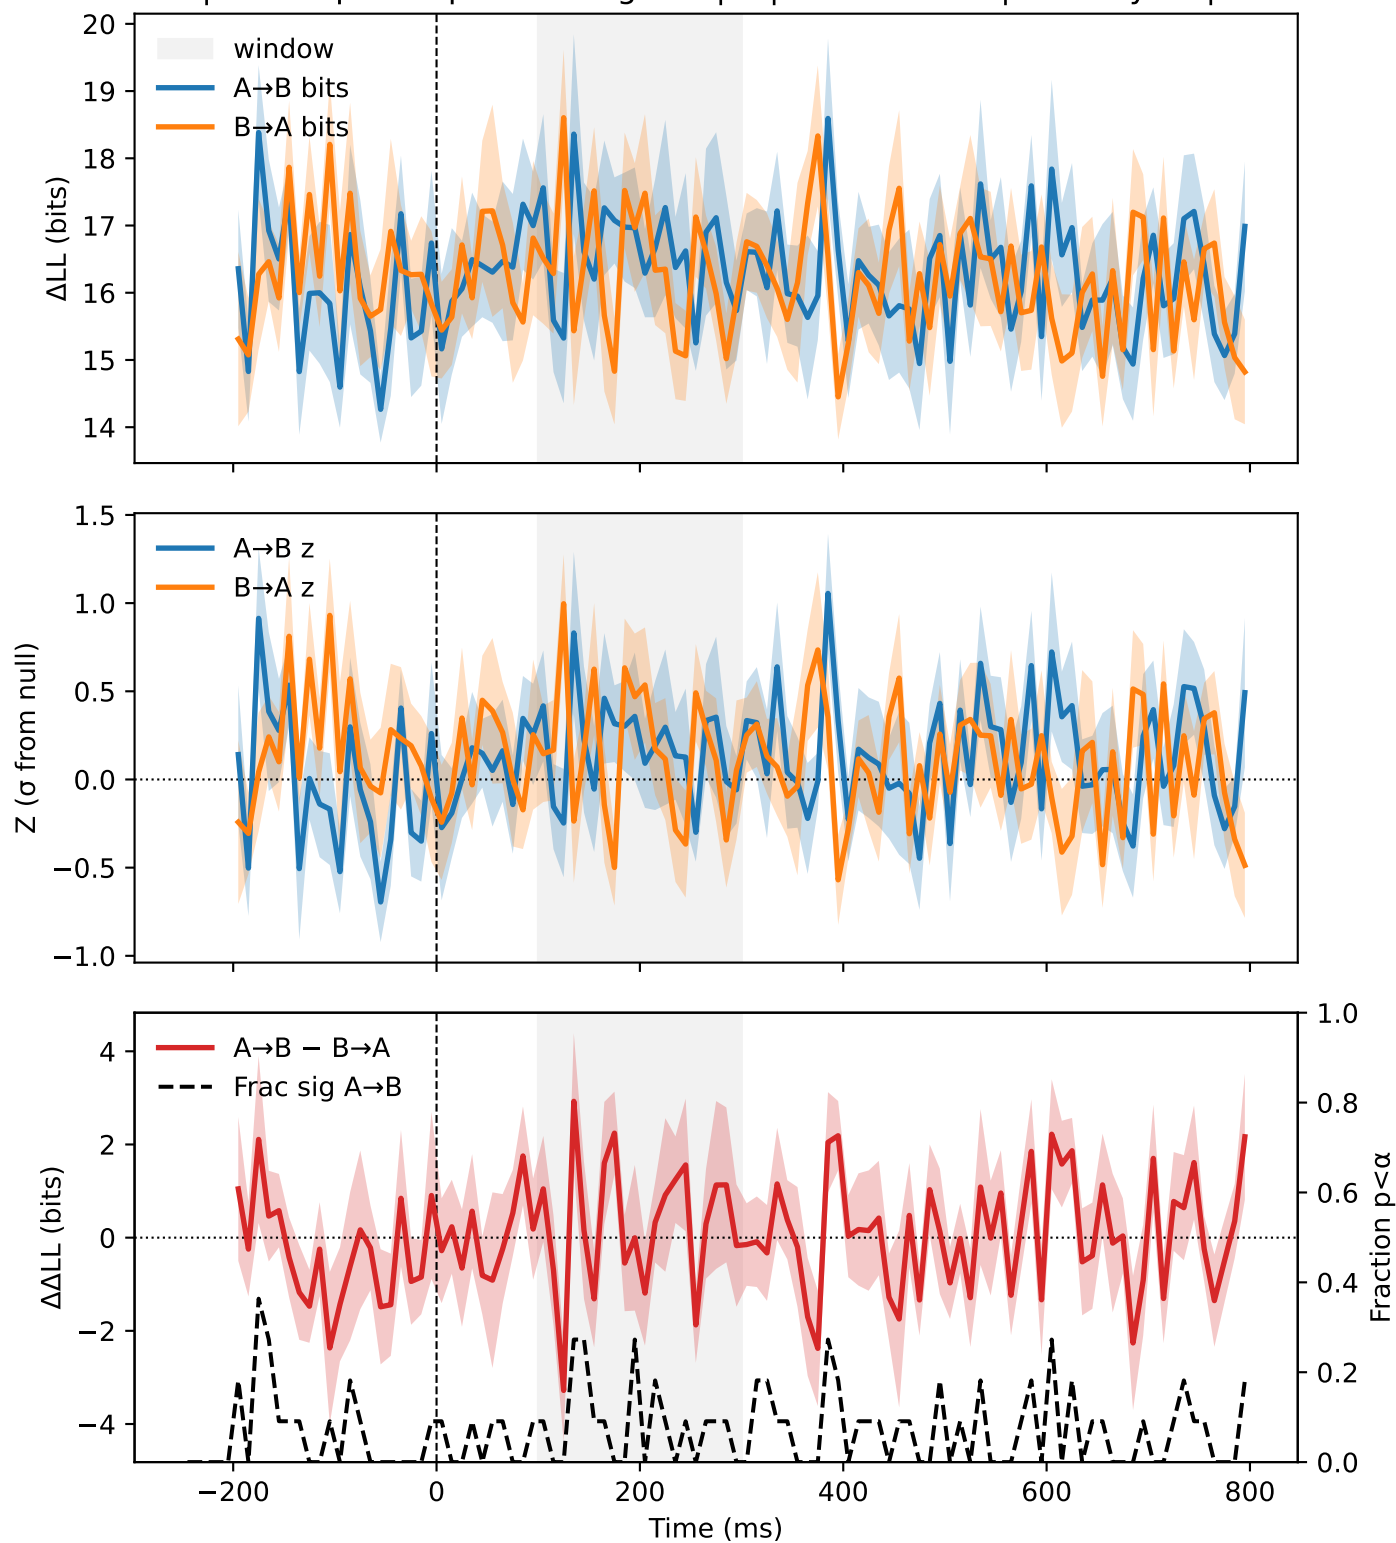 20
19
18
17
16
15
14
ΔLL (bits)
window
A→B bits
B→A bits
1.5
1.0
0.5
0.0
−0.5
−1.0
Z (σ from null)
A→B z
B→A z
4
2
0
−2
−4
ΔΔLL (bits)
A→B − B→A
Frac sig A→B
1.0
0.8
0.6
0.4
0.2
0.0
Fraction p<α
−200
0
200
400
600
800
Time (ms)